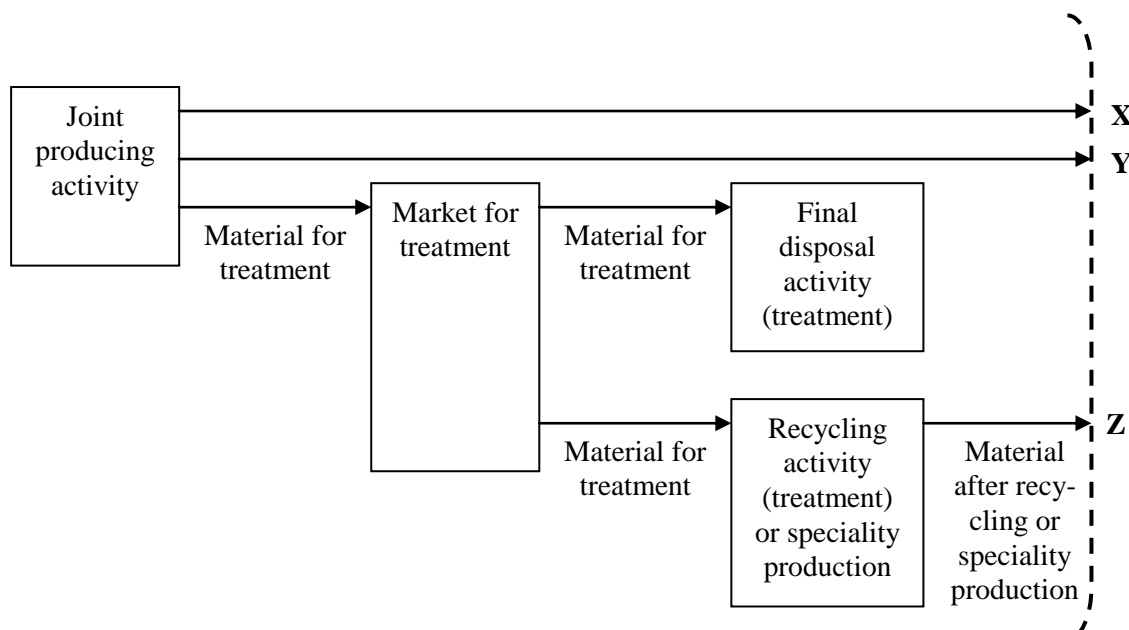 Joint
producing
activity
X
Y
Material for
treatment
Market for
treatment
Material for
treatment
Final
disposal
activity
(treatment)
Material for
treatment
Recycling
activity
(treatment)
or speciality
production
Z
Material
after recy-
cling or
speciality
production